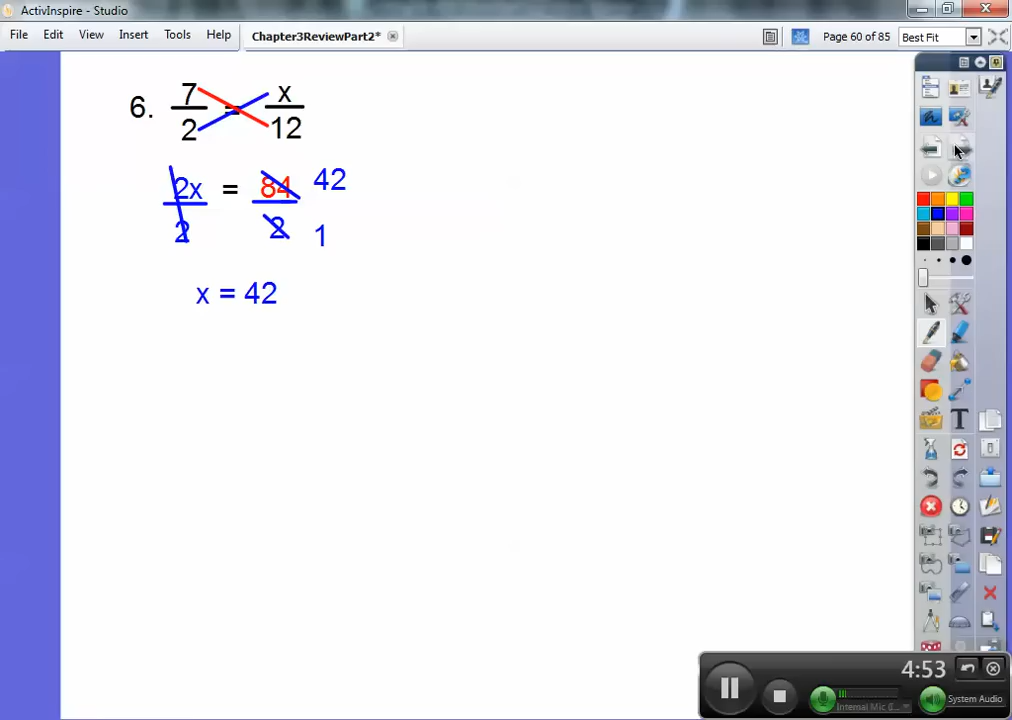 ActivInspire - Studio
File Edit View Insert Tools Help Chapter3ReviewPart2* Page 60 of 85 Best Fit
6. 7/2 = x/12
2x/2 = 84/2 42
1
x = 42
T
4:53
Internal Mic (I... System Audio